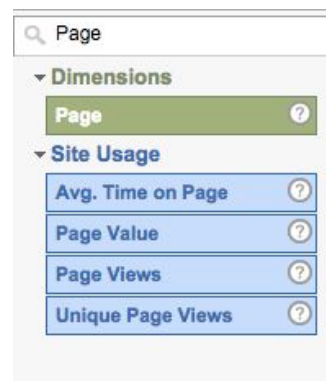 Page
Dimensions
Page ?
Site Usage
Avg. Time on Page ?
Page Value ?
Page Views ?
Unique Page Views ?